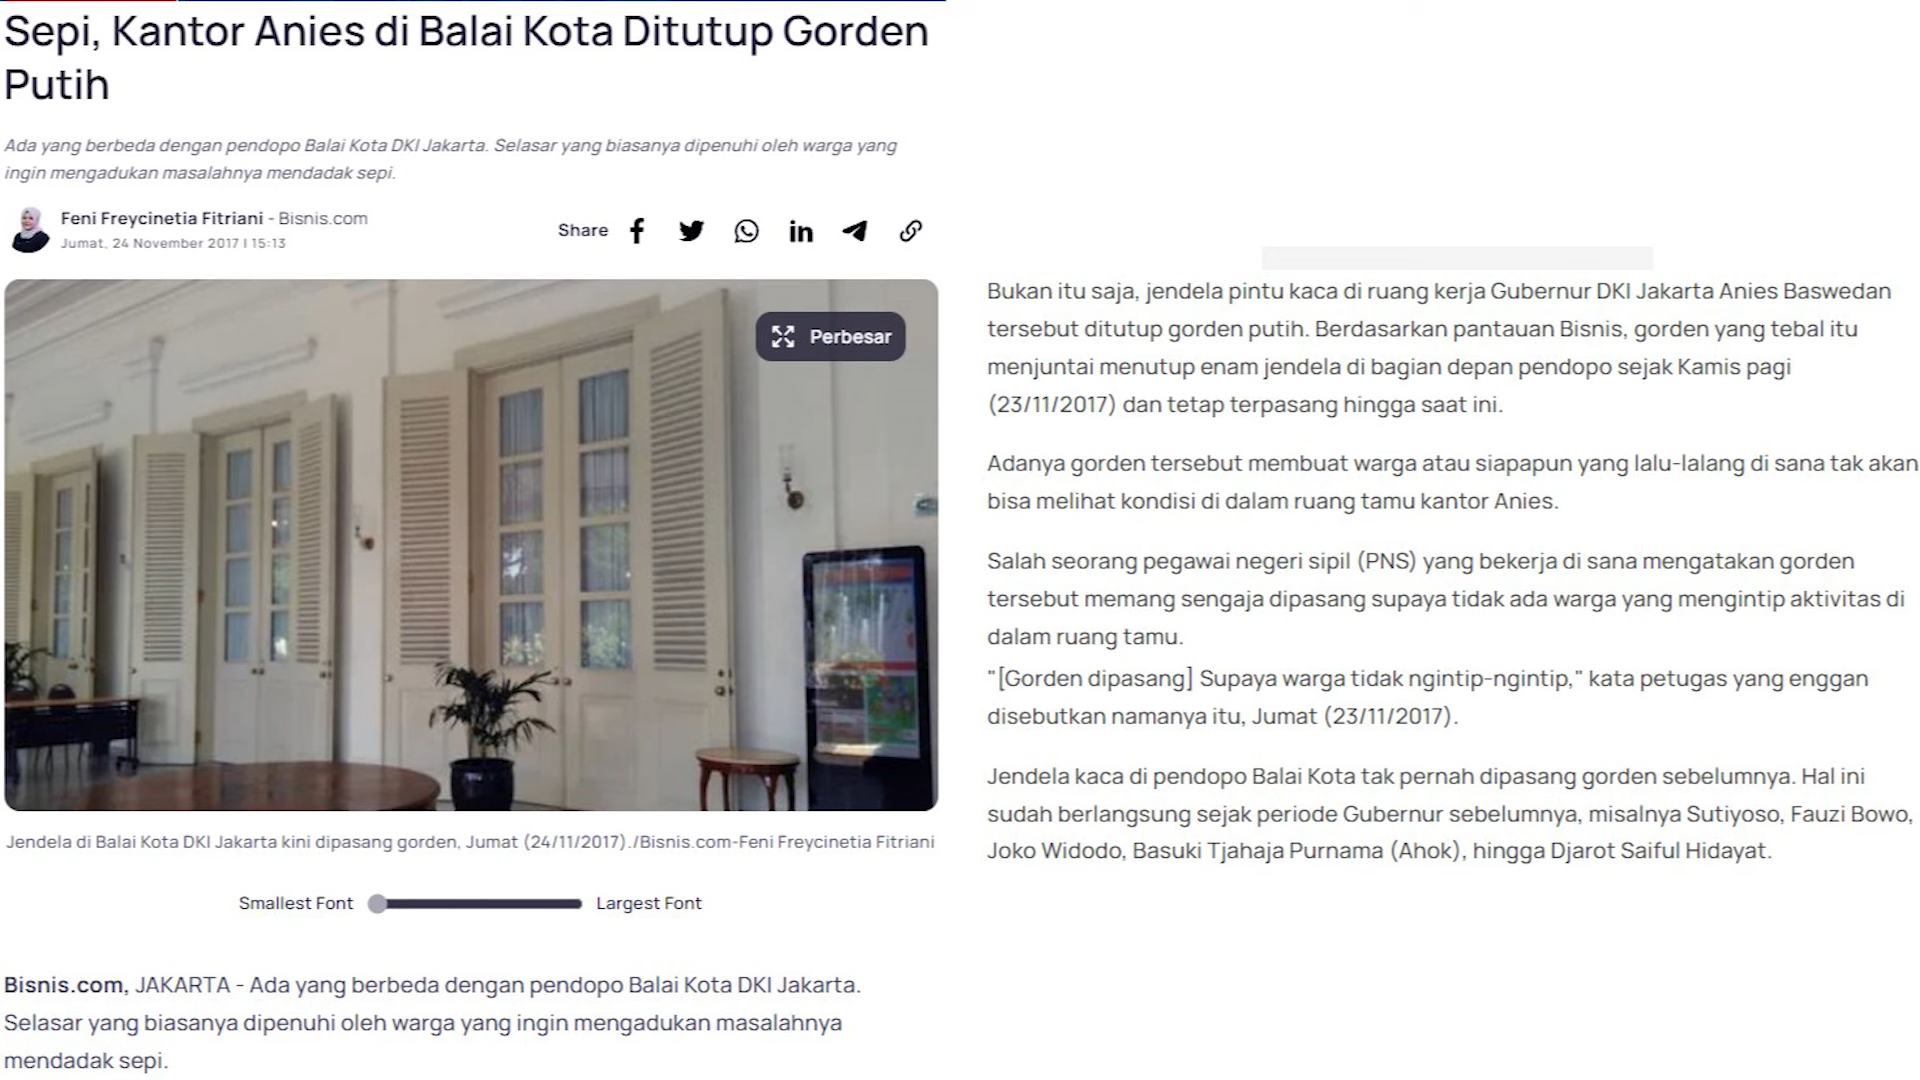 Sepi, Kantor Anies di Balai Kota Ditutup Gorden
Putih
Ada yang berbeda dengan pendopo Balai Kota DKI Jakarta. Selasar yang biasanya dipenuhi oleh warga yang
ingin mengadukan masalahnya mendadak sepi.
Feni Freycinetia Fitriani - Bisnis.com
Jumat, 24 November 2017 | 15:13
Share
Perbesar
Jendela di Balai Kota DKI Jakarta kini dipasang gorden, Jumat (24/11/2017)./Bisnis.com-Feni Freycinetia Fitriani
Smallest Font
Largest Font
Bisnis.com, JAKARTA - Ada yang berbeda dengan pendopo Balai Kota DKI Jakarta.
Selasar yang biasanya dipenuhi oleh warga yang ingin mengadukan masalahnya
mendadak sepi.
Bukan itu saja, jendela pintu kaca di ruang kerja Gubernur DKI Jakarta Anies Baswedan
tersebut ditutup gorden putih. Berdasarkan pantauan Bisnis, gorden yang tebal itu
menjuntai menutup enam jendela di bagian depan pendopo sejak Kamis pagi
(23/11/2017) dan tetap terpasang hingga saat ini.
Adanya gorden tersebut membuat warga atau siapapun yang lalu-lalang di sana tak akan
bisa melihat kondisi di dalam ruang tamu kantor Anies.
Salah seorang pegawai negeri sipil (PNS) yang bekerja di sana mengatakan gorden
tersebut memang sengaja dipasang supaya tidak ada warga yang mengintip aktivitas di
dalam ruang tamu.
"[Gorden dipasang] Supaya warga tidak ngintip-ngintip," kata petugas yang enggan
disebutkan namanya itu, Jumat (23/11/2017).
Jendela kaca di pendopo Balai Kota tak pernah dipasang gorden sebelumnya. Hal ini
sudah berlangsung sejak periode Gubernur sebelumnya, misalnya Sutiyoso, Fauzi Bowo,
Joko Widodo, Basuki Tjahaja Purnama (Ahok), hingga Djarot Saiful Hidayat.